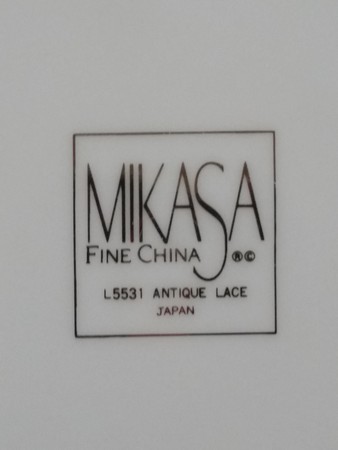 MIKASA
FINE CHINA ®©
L5531 ANTIQUE LACE
JAPAN